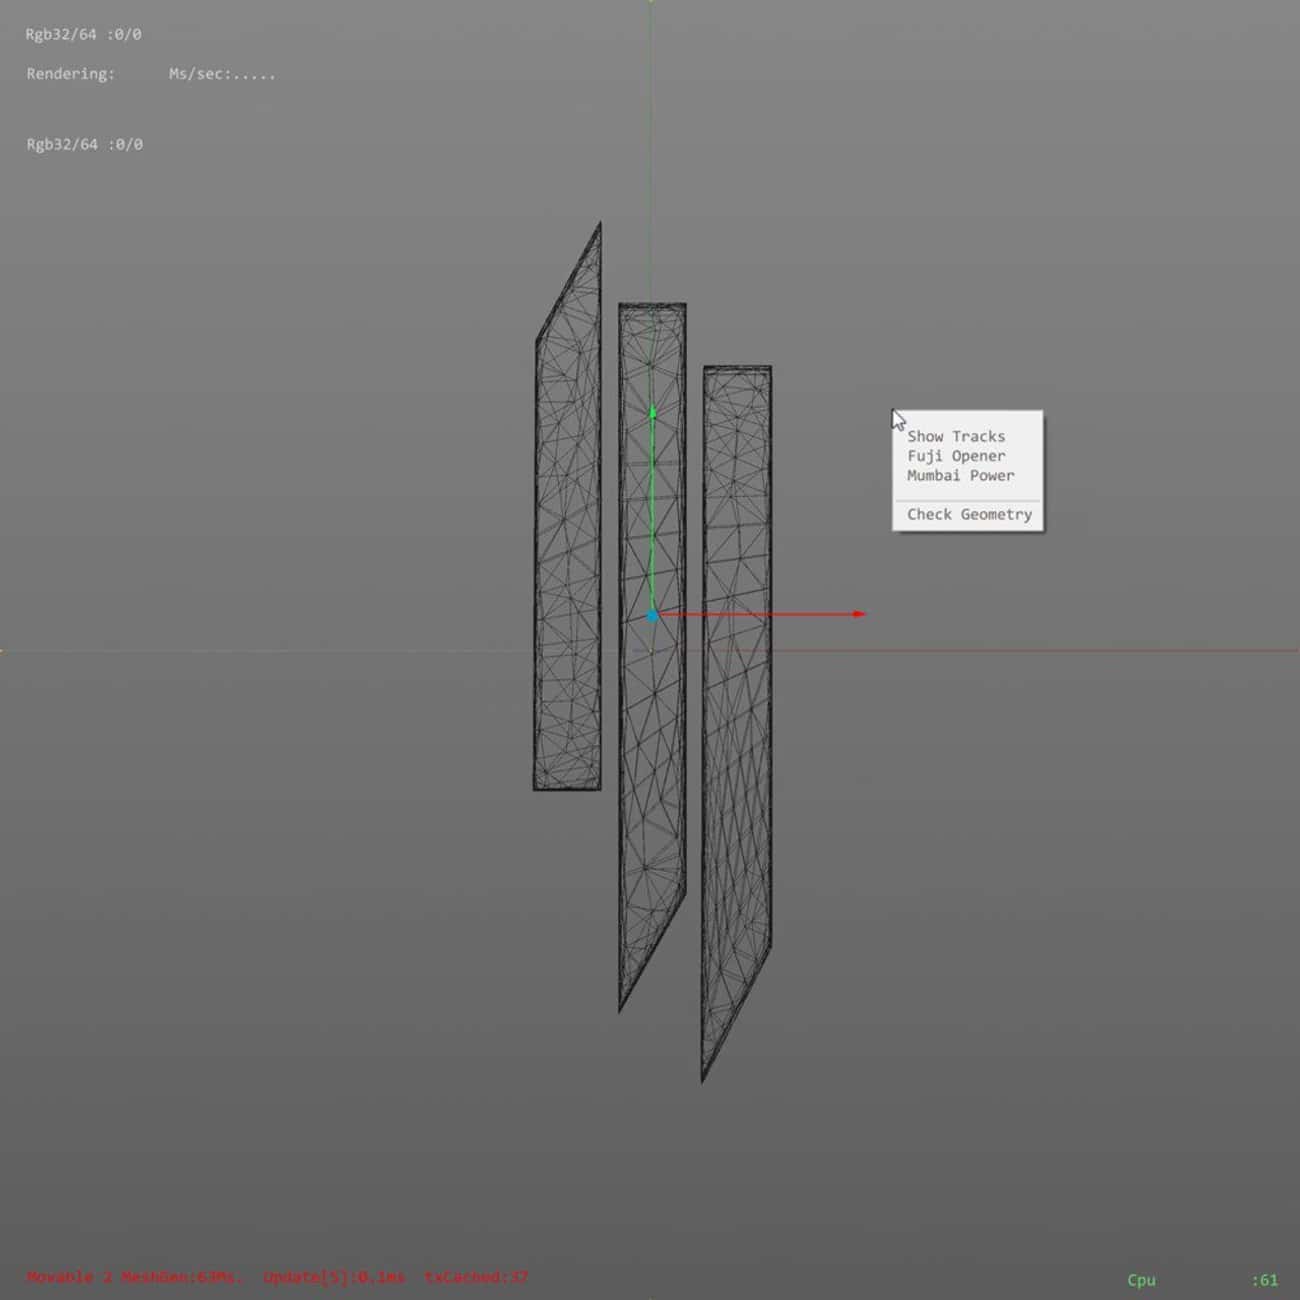 Rgb32/64 :0/0
Rendering: Ms/sec:.....
Rgb32/64 :0/0
Show Tracks
Fuji Opener
Mumbai Power
Check Geometry
Movable 2 MeshGen:63Ms. Update[5]:0.1ms txCached:37
Cpu :61